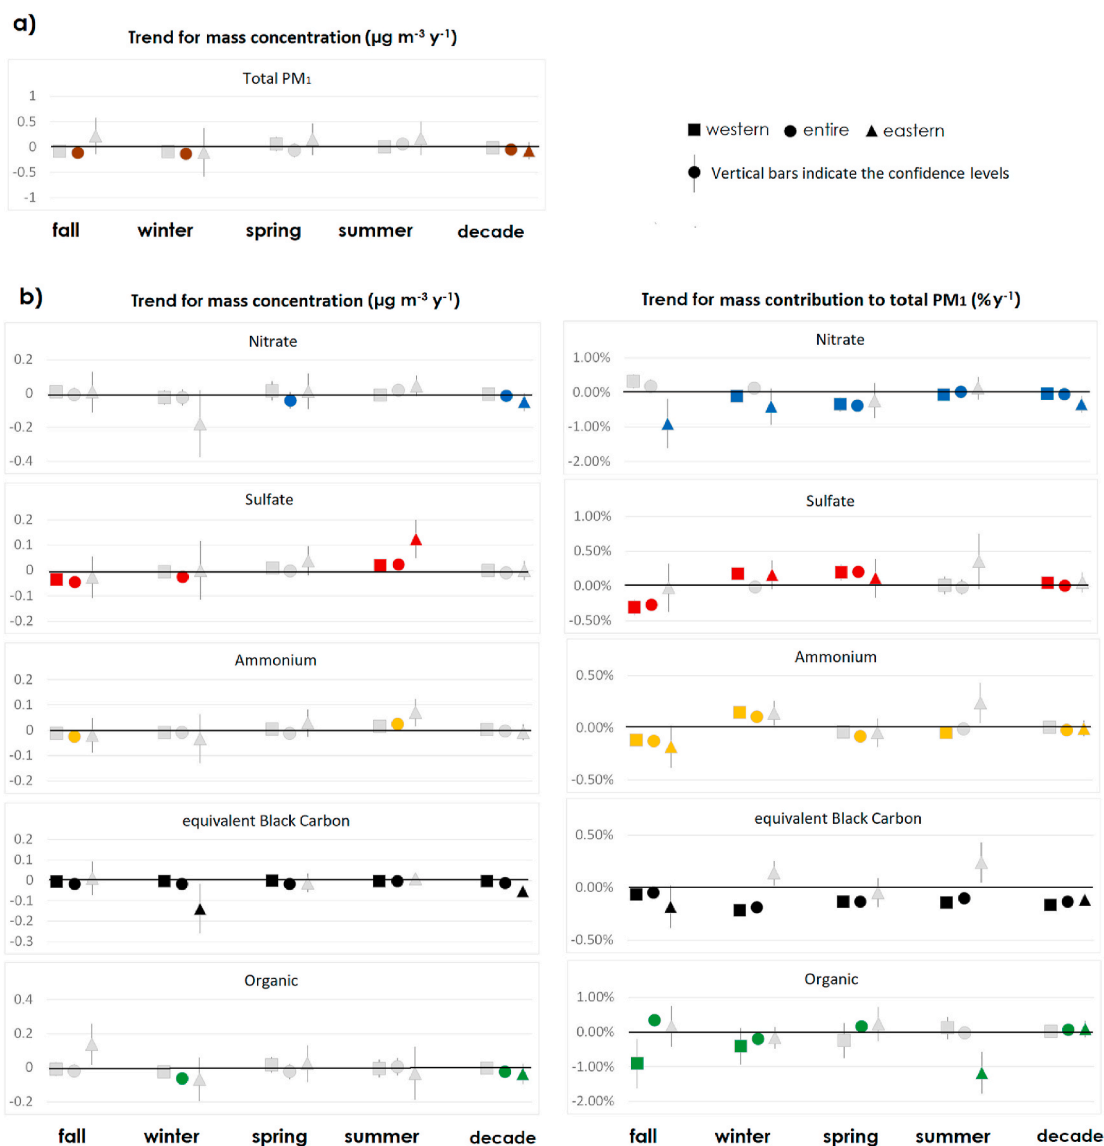 a)
Trend for mass concentration (µg m-3 y-1)
Total PM1
1
0.5
0
-0.5
-1
fall winter spring summer decade
western entire eastern
Vertical bars indicate the confidence levels
b)
Trend for mass concentration (µg m-3 y-1)
Nitrate
0.2
0
-0.2
-0.4
Sulfate
0.2
0.1
0
-0.1
-0.2
Ammonium
0.2
0.1
0
-0.1
-0.2
equivalent Black Carbon
0.2
0.1
0
-0.1
-0.2
-0.3
Organic
0.4
0.2
0
-0.2
fall winter spring summer decade
Trend for mass contribution to total PM1 (% y-1)
Nitrate
1.00%
0.00%
-1.00%
-2.00%
Sulfate
1.00%
0.50%
0.00%
-0.50%
Ammonium
0.50%
0.00%
-0.50%
equivalent Black Carbon
0.50%
0.00%
-0.50%
Organic
1.00%
0.00%
-1.00%
-2.00%
fall winter spring summer decade